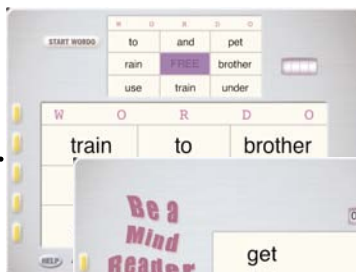 W O R D O
START WORDO
to and pet
rain FREE brother
use train under
W O R D O
train to brother
Be a
Mind
Reader
get
HELP